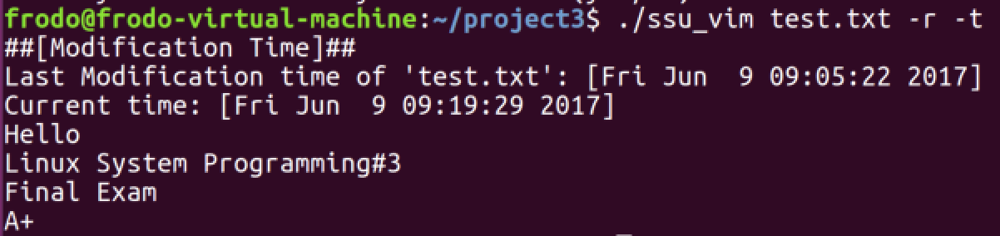 frodo@frodo-virtual-machine:~/project3$ ./ssu_vim test.txt -r -t
##[Modification Time]##
Last Modification time of 'test.txt': [Fri Jun  9 09:05:22 2017]
Current time: [Fri Jun  9 09:19:29 2017]
Hello
Linux System Programming#3
Final Exam
A+